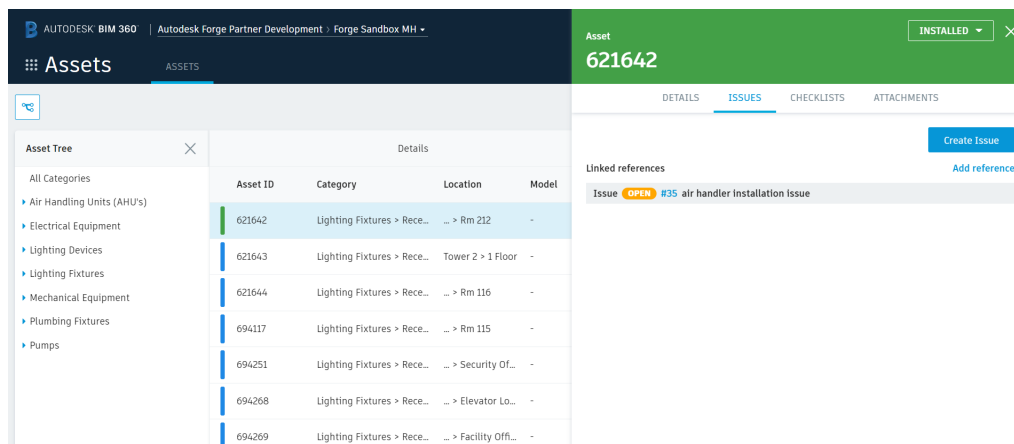 AUTODESK® BIM 360™ | Autodesk Forge Partner Development > Forge Sandbox MH
Assets
ASSETS
Asset
INSTALLED
621642
DETAILS ISSUES CHECKLISTS ATTACHMENTS
Create Issue
Linked references Add reference
Issue OPEN #35 air handler installation issue
Asset Tree
All Categories
Air Handling Units (AHU's)
Electrical Equipment
Lighting Devices
Lighting Fixtures
Mechanical Equipment
Plumbing Fixtures
Pumps
Details
Asset ID Category Location Model
621642 Lighting Fixtures > Rece... ... > Rm 212 -
621643 Lighting Fixtures > Rece... Tower 2 > 1 Floor -
621644 Lighting Fixtures > Rece... ... > Rm 116 -
694117 Lighting Fixtures > Rece... ... > Rm 115 -
694251 Lighting Fixtures > Rece... ... > Security Of... -
694268 Lighting Fixtures > Rece... ... > Elevator Lo... -
694269 Lighting Fixtures > Rece... ... > Facility Offi... -